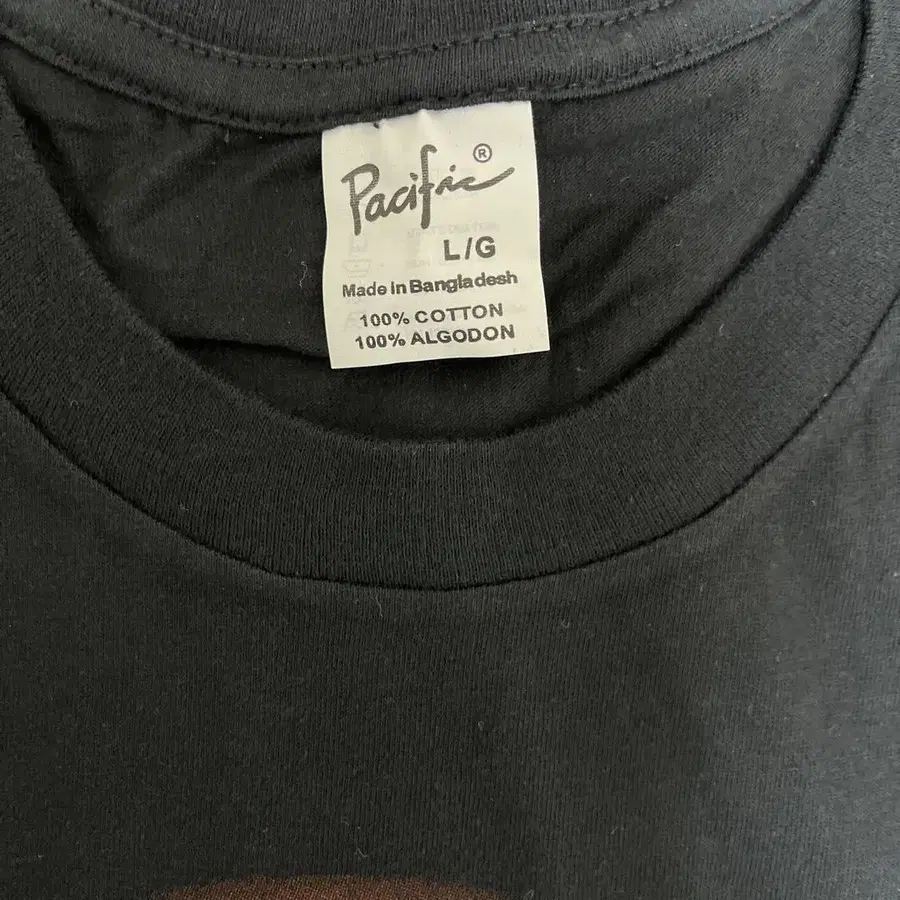 Pacific®
L/G
Made in Bangladesh
100% COTTON
100% ALGODON